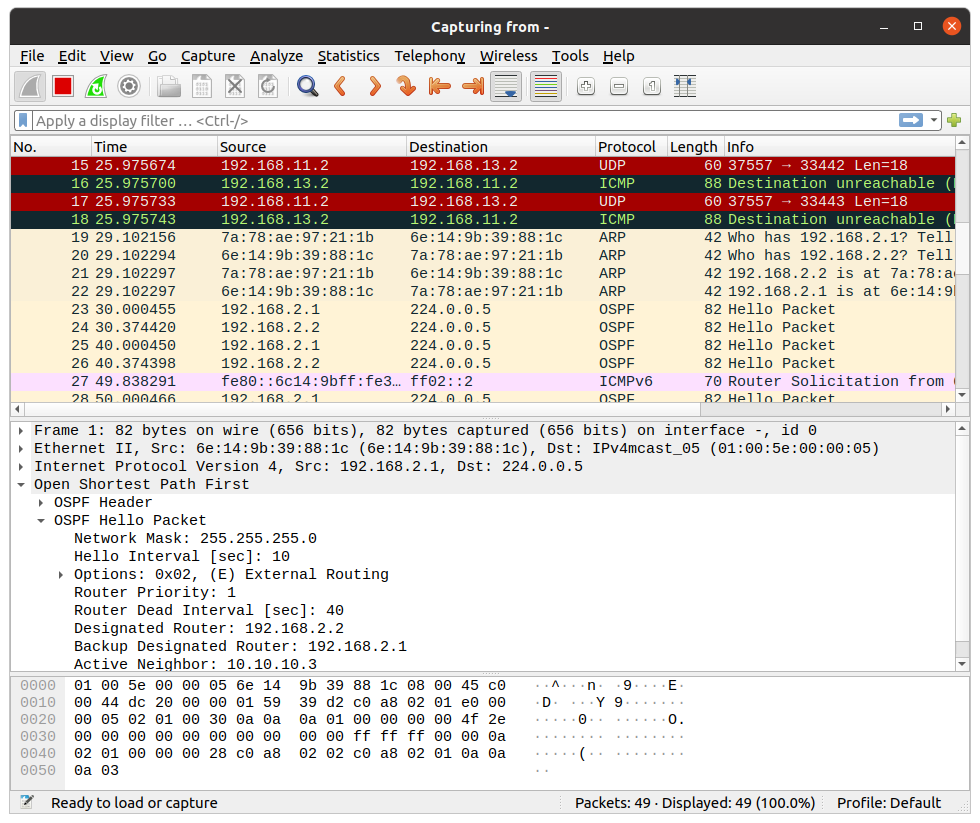 Capturing from -
File Edit View Go Capture Analyze Statistics Telephony Wireless Tools Help
Apply a display filter … <Ctrl-/>
No. Time Source Destination Protocol Length Info
15 25.975674 192.168.11.2 192.168.13.2 UDP 60 37557 → 33442 Len=18
16 25.975700 192.168.13.2 192.168.11.2 ICMP 88 Destination unreachable (
17 25.975733 192.168.11.2 192.168.13.2 UDP 60 37557 → 33443 Len=18
18 25.975743 192.168.13.2 192.168.11.2 ICMP 88 Destination unreachable (
19 29.102156 7a:78:ae:97:21:1b 6e:14:9b:39:88:1c ARP 42 Who has 192.168.2.1? Tell
20 29.102294 6e:14:9b:39:88:1c 7a:78:ae:97:21:1b ARP 42 Who has 192.168.2.2? Tell
21 29.102297 7a:78:ae:97:21:1b 6e:14:9b:39:88:1c ARP 42 192.168.2.2 is at 7a:78:a
22 29.102297 6e:14:9b:39:88:1c 7a:78:ae:97:21:1b ARP 42 192.168.2.1 is at 6e:14:9
23 30.000455 192.168.2.1 224.0.0.5 OSPF 82 Hello Packet
24 30.374420 192.168.2.2 224.0.0.5 OSPF 82 Hello Packet
25 40.000450 192.168.2.1 224.0.0.5 OSPF 82 Hello Packet
26 40.374398 192.168.2.2 224.0.0.5 OSPF 82 Hello Packet
27 49.838291 fe80::6c14:9bff:fe3… ff02::2 ICMPv6 70 Router Solicitation from
28 50.000466 192.168.2.1 224.0.0.5 OSPF 82 Hello Packet
Frame 1: 82 bytes on wire (656 bits), 82 bytes captured (656 bits) on interface -, id 0
Ethernet II, Src: 6e:14:9b:39:88:1c (6e:14:9b:39:88:1c), Dst: IPv4mcast_05 (01:00:5e:00:00:05)
Internet Protocol Version 4, Src: 192.168.2.1, Dst: 224.0.0.5
Open Shortest Path First
OSPF Header
OSPF Hello Packet
Network Mask: 255.255.255.0
Hello Interval [sec]: 10
Options: 0x02, (E) External Routing
Router Priority: 1
Router Dead Interval [sec]: 40
Designated Router: 192.168.2.2
Backup Designated Router: 192.168.2.1
Active Neighbor: 10.10.10.3
0000 01 00 5e 00 00 05 6e 14 9b 39 88 1c 08 00 45 c0 ··^···n· ·9····E·
0010 00 44 dc 20 00 00 01 59 39 d2 c0 a8 02 01 e0 00 ·D· ···Y 9·······
0020 00 05 02 01 00 30 0a 0a 0a 01 00 00 00 00 4f 2e ·····0·· ······O.
0030 00 00 00 00 00 00 00 00 00 00 ff ff ff 00 00 0a ········ ········
0040 02 01 00 00 00 28 c0 a8 02 02 c0 a8 02 01 0a 0a ·····(·· ········
0050 0a 03 ··
Ready to load or capture Packets: 49 · Displayed: 49 (100.0%) Profile: Default